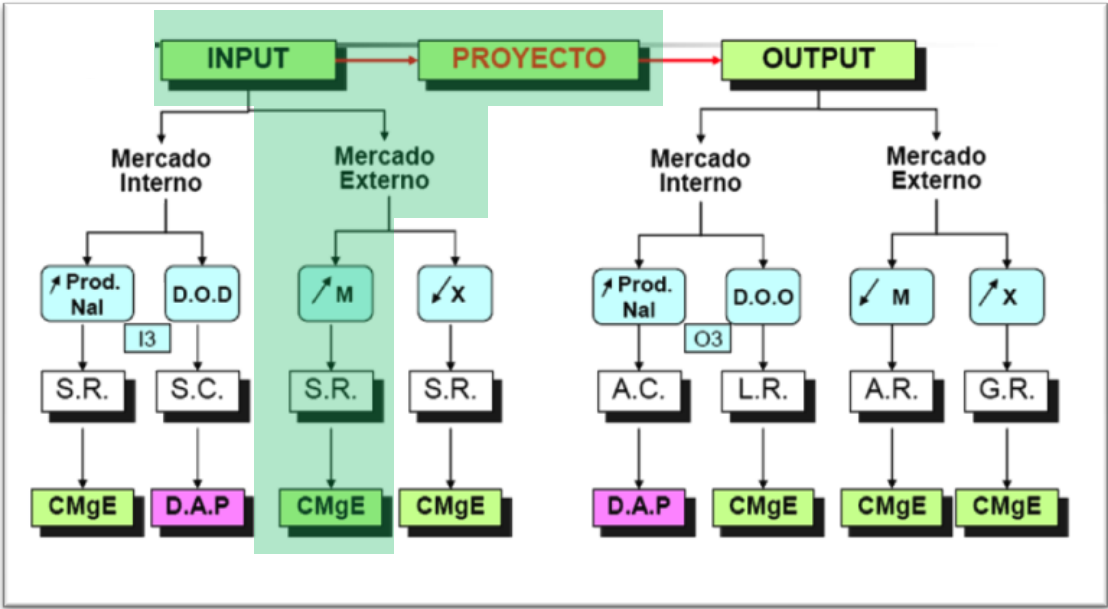 INPUT
PROYECTO
OUTPUT
Mercado
Interno
Mercado
Externo
Mercado
Interno
Mercado
Externo
Prod.
Nal
D.O.D
M
X
Prod.
Nal
D.O.O
M
X
I3
O3
S.R.
S.C.
S.R.
S.R.
A.C.
L.R.
A.R.
G.R.
CMgE
D.A.P
CMgE
CMgE
D.A.P
CMgE
CMgE
CMgE